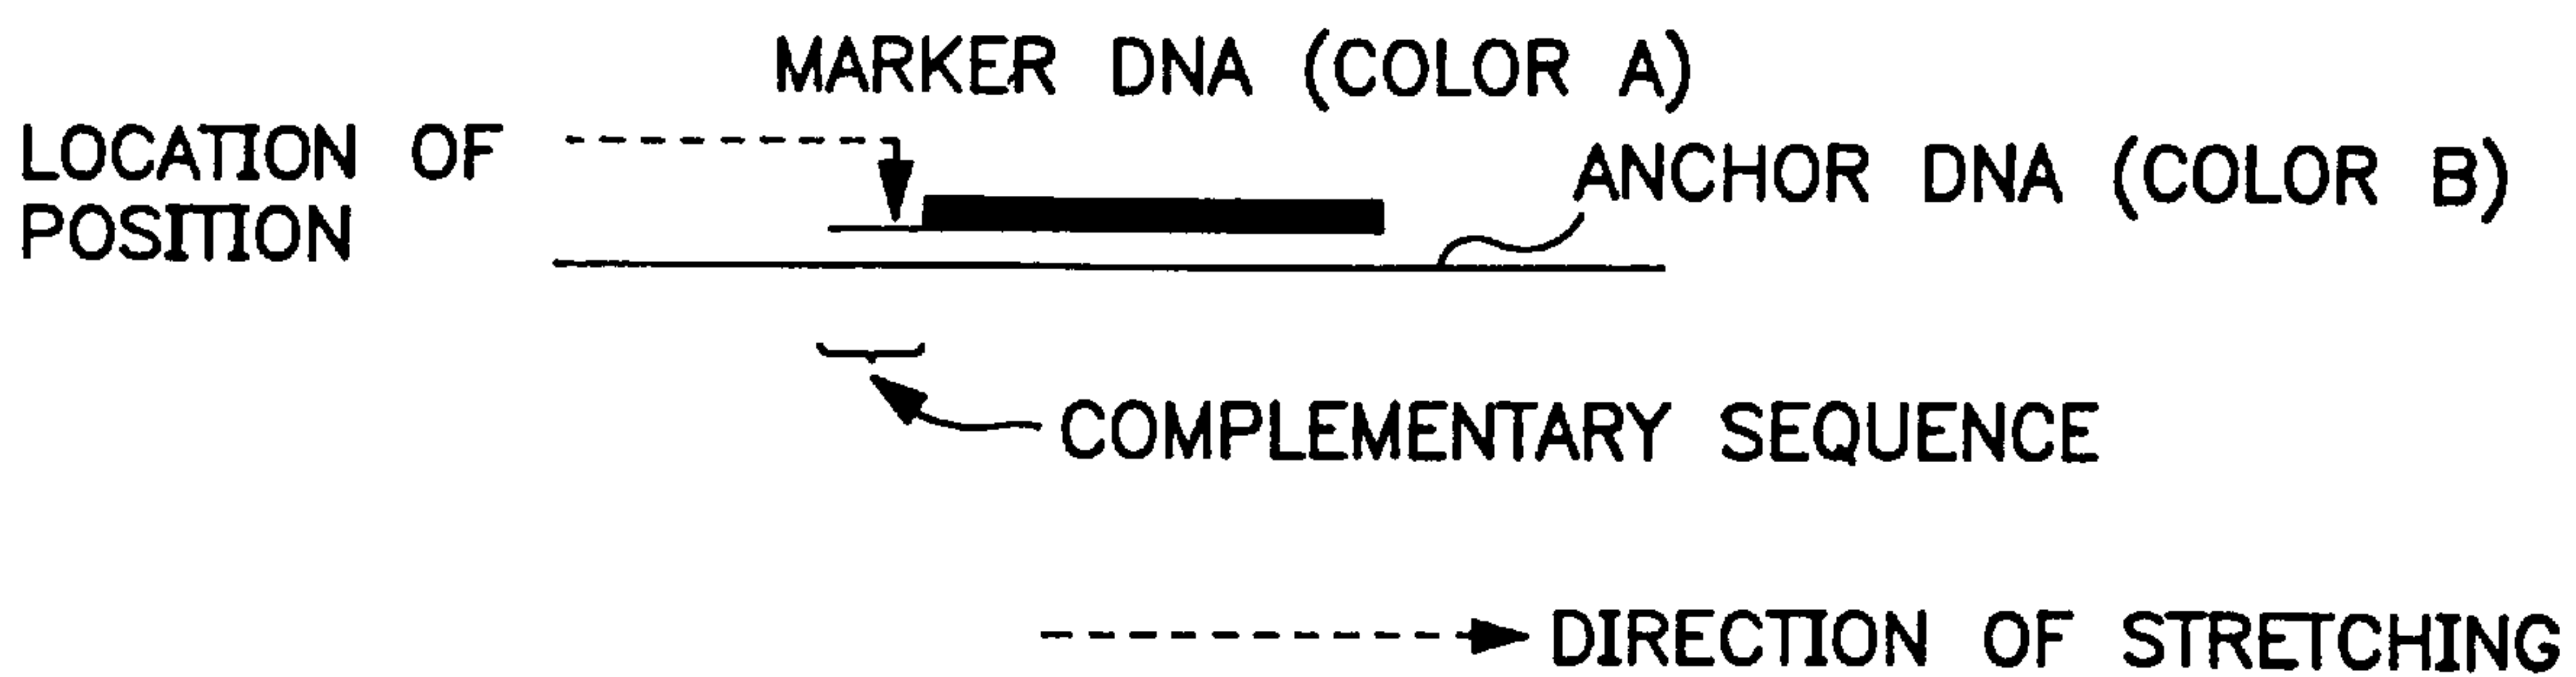 MARKER DNA (COLOR A)
LOCATION OF
POSITION
ANCHOR DNA (COLOR B)
COMPLEMENTARY SEQUENCE
DIRECTION OF STRETCHING